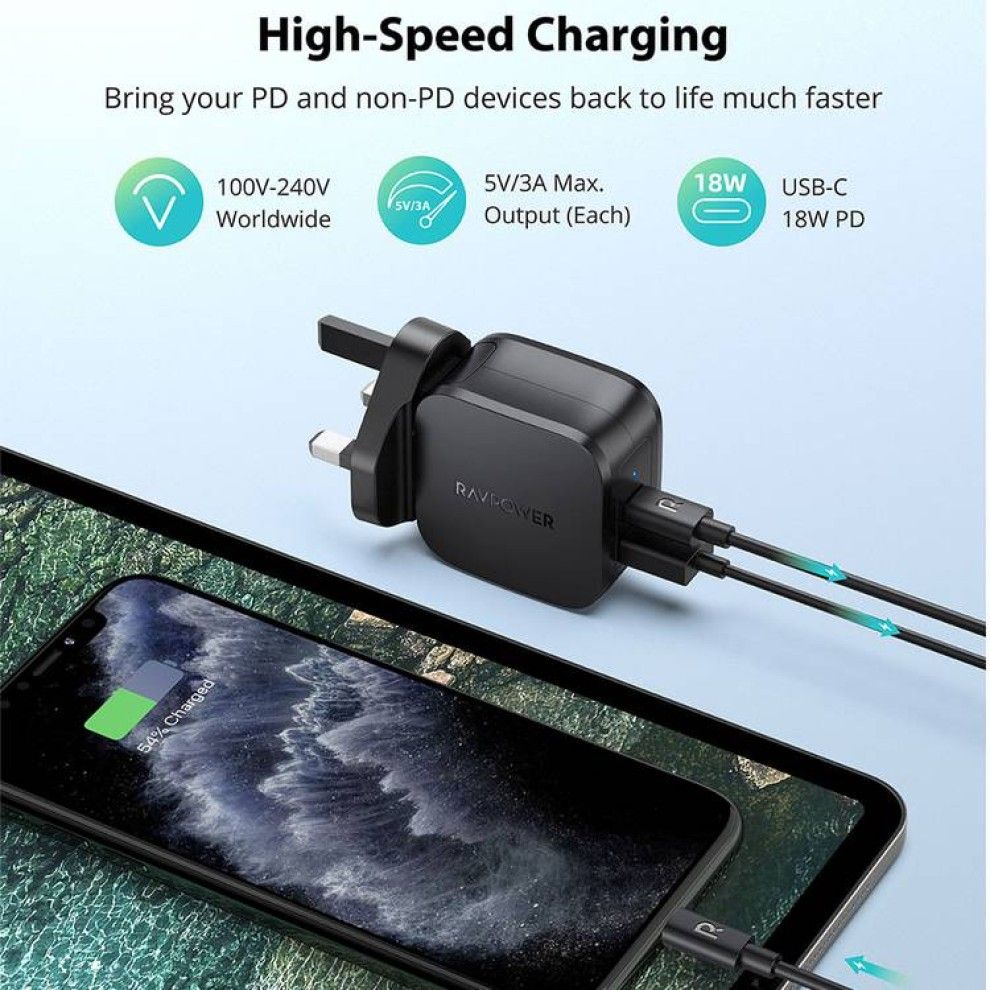 High-Speed Charging
Bring your PD and non-PD devices back to life much faster
100V-240V
Worldwide
5V/3A
5V/3A Max.
Output (Each)
18W
USB-C
18W PD
RAVPOWER
R
54% Charged
R